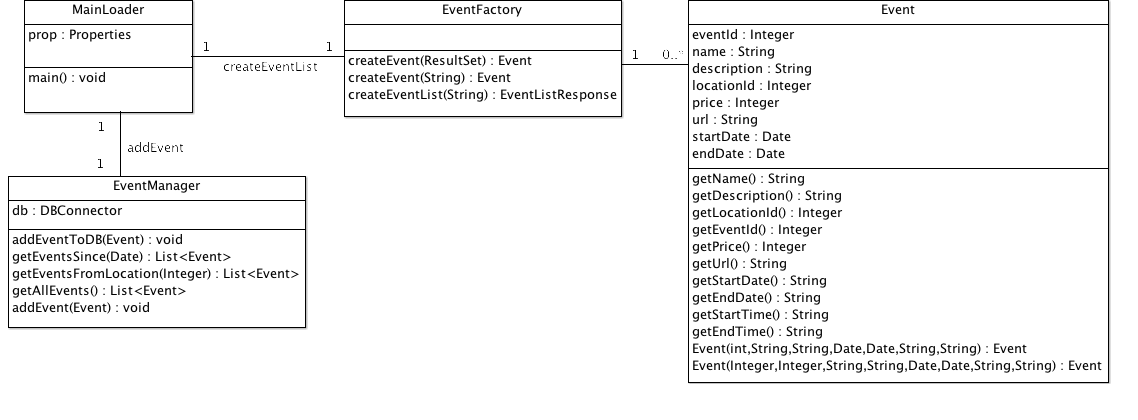 MainLoader
prop : Properties
main() : void
1
1
createEventList
EventFactory
createEvent(ResultSet) : Event
createEvent(String) : Event
createEventList(String) : EventListResponse
1
0..*
Event
eventId : Integer
name : String
description : String
locationId : Integer
price : Integer
url : String
startDate : Date
endDate : Date
getName() : String
getDescription() : String
getLocationId() : Integer
getEventId() : Integer
getPrice() : Integer
getUrl() : String
getStartDate() : String
getEndDate() : String
getStartTime() : String
getEndTime() : String
Event(int,String,String,Date,Date,String,String) : Event
Event(Integer,Integer,String,String,Date,Date,String,String) : Event
1
addEvent
1
EventManager
db : DBConnector
addEventToDB(Event) : void
getEventsSince(Date) : List<Event>
getEventsFromLocation(Integer) : List<Event>
getAllEvents() : List<Event>
addEvent(Event) : void